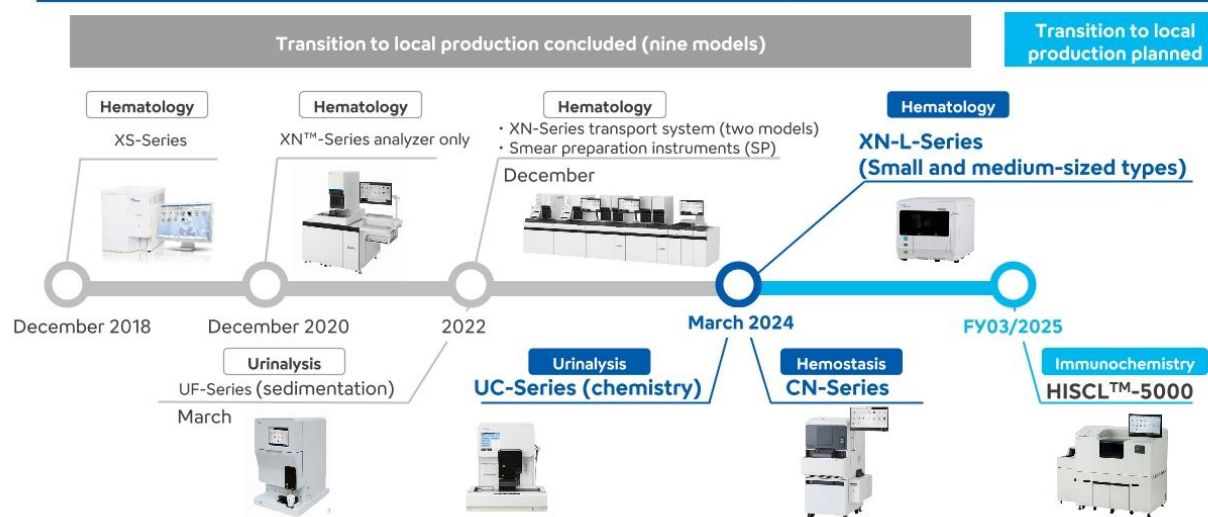 Transition to local production concluded (nine models)
Transition to local
production planned
Hematology
XS-Series
Hematology
XN™-Series analyzer only
Hematology
・XN-Series transport system (two models)
・Smear preparation instruments (SP)
December
Hematology
XN-L-Series
(Small and medium-sized types)
December 2018
December 2020
2022
March 2024
FY03/2025
Urinalysis
UF-Series (sedimentation)
March
Urinalysis
UC-Series (chemistry)
Hemostasis
CN-Series
Immunochemistry
HISCL™-5000